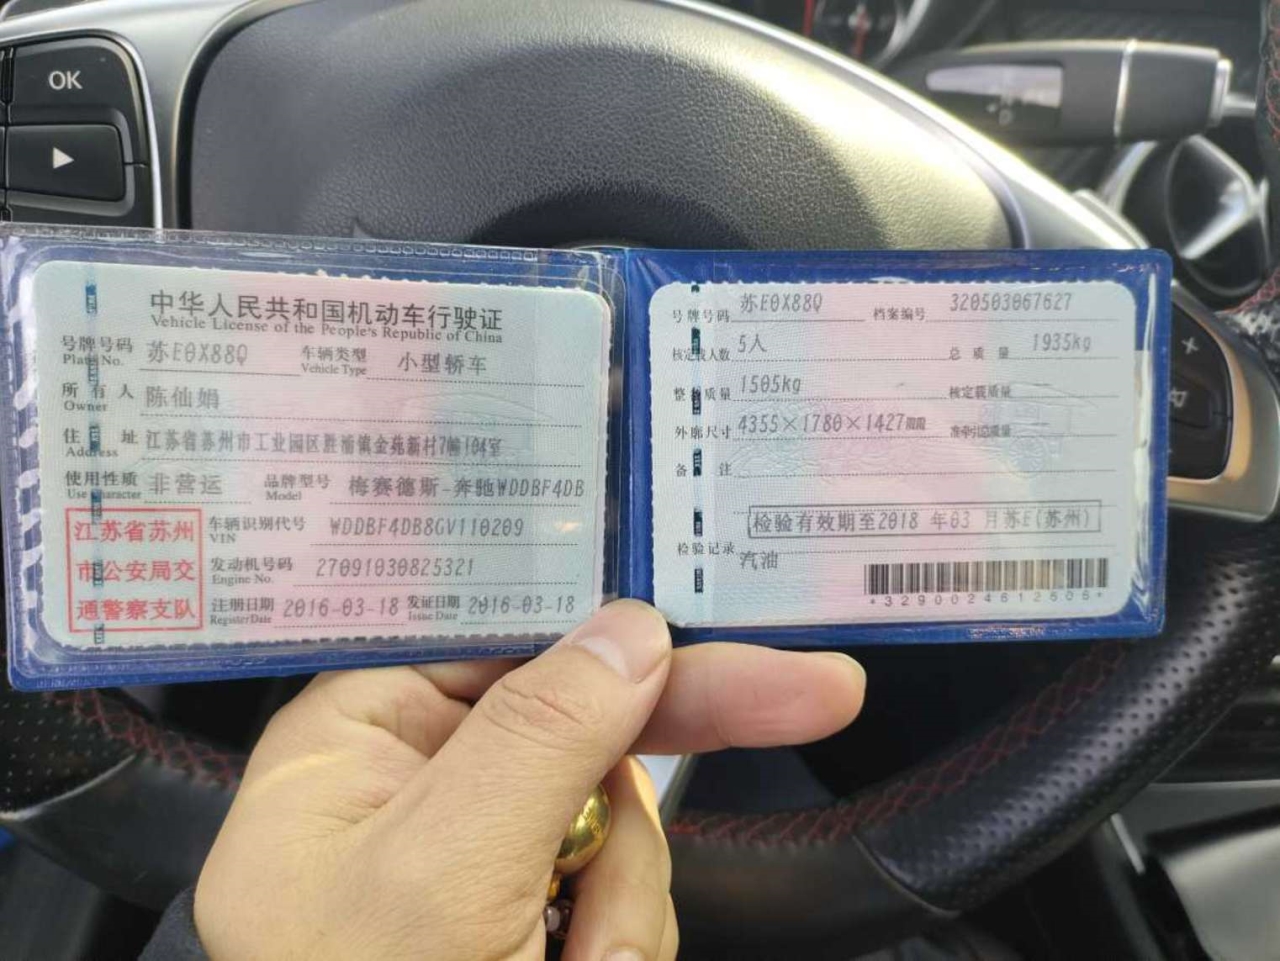 OK
中华人民共和国机动车行驶证
Vehicle License of the People's Republic of China
号牌号码 苏E0X88Q 车辆类型 小型轿车
Plate No. Vehicle Type
所有人 陈仙娟
Owner
住址 江苏省苏州市工业园区胜浦镇金苑新村7幢104室
Address
使用性质 非营运 品牌型号 梅赛德斯-奔驰WDDBF4DB
Use Character Model
江苏省苏州
市公安局交
通警察支队
车辆识别代号 WDDBF4DB8GV110209
VIN
发动机号码 27091030825321
Engine No.
注册日期 2016-03-18 发证日期 2016-03-18
Register Date Issue Date
号牌号码 苏E0X88Q 档案编号 320503067627
核定载人数 5人 总质量 1935kg
整备质量 1505kg 核定载质量
外廓尺寸 4355×1780×1427mm 准牵引总质量
备注
检验有效期至2018 年03 月苏E(苏州)
检验记录
汽油
*3290024612606*